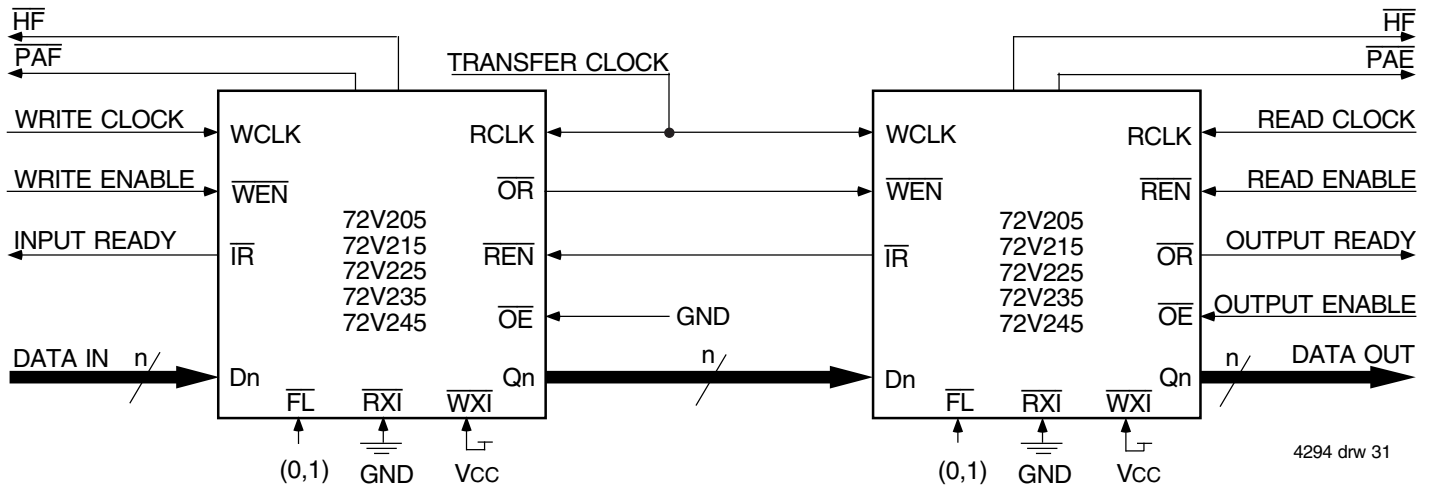 HF
HF
PAF
TRANSFER CLOCK
PAE
WRITE CLOCK
WCLK
RCLK
WCLK
RCLK
READ CLOCK
WRITE ENABLE
WEN
OR
WEN
REN
READ ENABLE
72V205
72V215
72V225
72V235
72V245
72V205
72V215
72V225
72V235
72V245
INPUT READY
IR
REN
IR
OR
OUTPUT READY
OE
GND
OE
OUTPUT ENABLE
DATA IN
n
Dn
Qn
n
Dn
Qn
n
DATA OUT
FL
RXI
WXI
FL
RXI
WXI
(0,1)
GND
VCC
(0,1)
GND
VCC
4294 drw 31